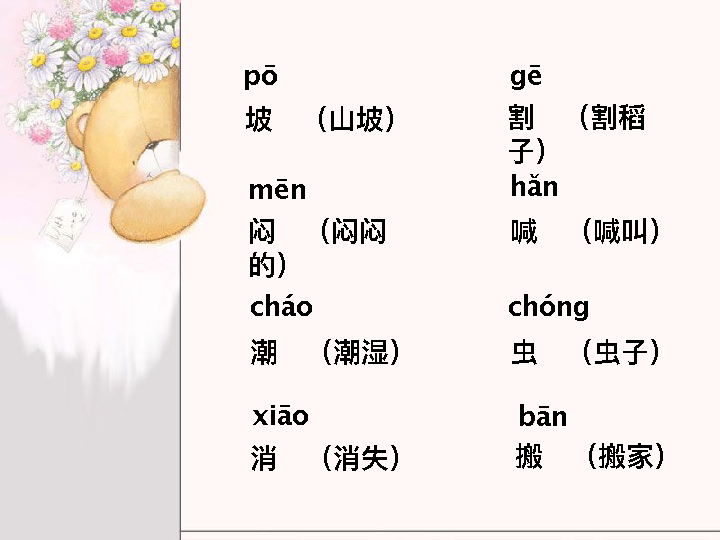 pō gē
坡 （山坡） 割 （割稻
子）
mēn hǎn
闷 （闷闷 喊 （喊叫）
的）
cháo chóng
潮 （潮湿） 虫 （虫子）
xiāo bān
消 （消失） 搬 （搬家）